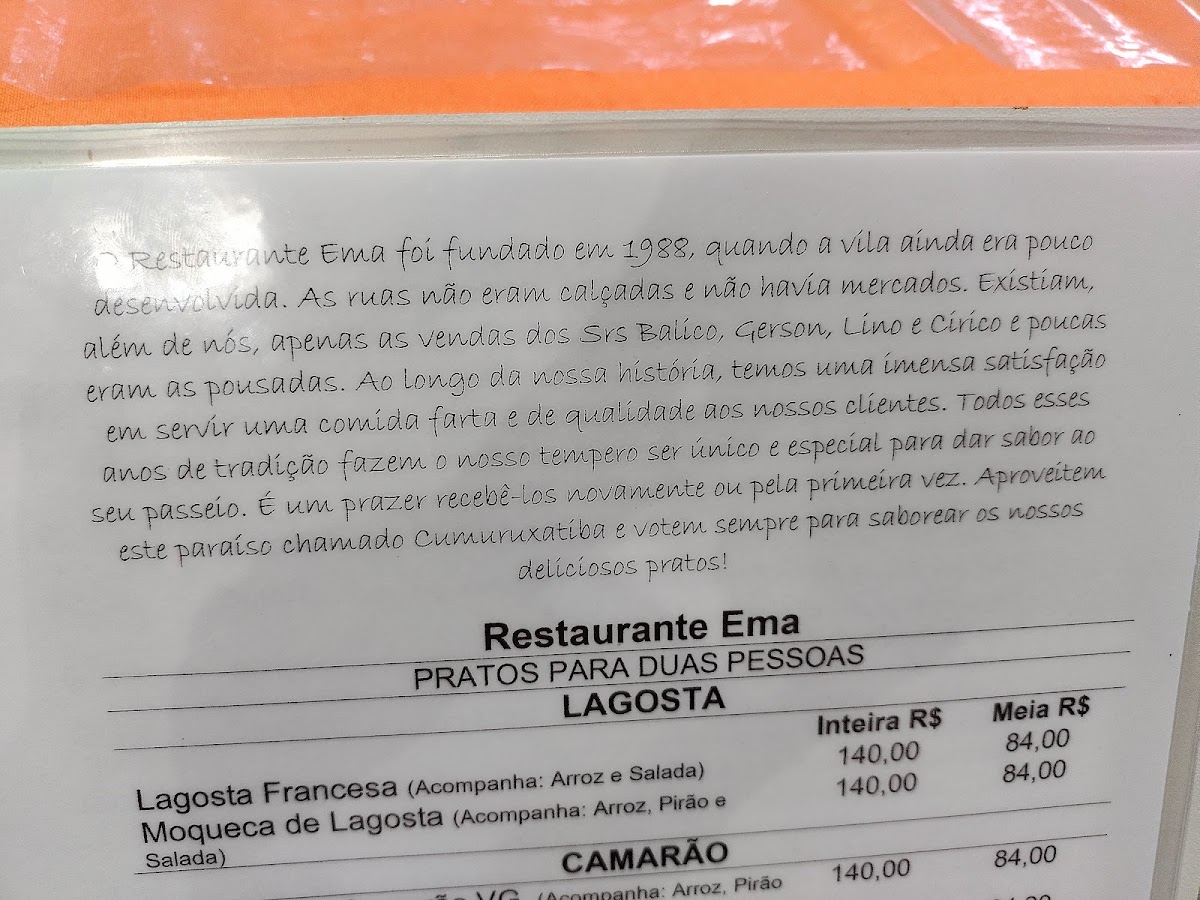 O Restaurante Ema foi fundado em 1988, quando a vila ainda era pouco
desenvolvida. As ruas não eram calçadas e não havia mercados. Existiam,
além de nós, apenas as vendas dos Srs Balico, Gerson, Lino e Cirico e poucas
eram as pousadas. Ao longo da nossa história, temos uma imensa satisfação
em servir uma comida farta e de qualidade aos nossos clientes. Todos esses
anos de tradição fazem o nosso tempero ser único e especial para dar sabor ao
seu passeio. É um prazer recebê-los novamente ou pela primeira vez. Aproveitem
este paraíso chamado Cumuruxatiba e votem sempre para saborear os nossos
deliciosos pratos!
Restaurante Ema
PRATOS PARA DUAS PESSOAS
LAGOSTA
Inteira R$ Meia R$
Lagosta Francesa (Acompanha: Arroz e Salada) 140,00 84,00
Moqueca de Lagosta (Acompanha: Arroz, Pirão e 140,00 84,00
Salada)
CAMARÃO
VG (Acompanha: Arroz, Pirão 140,00 84,00